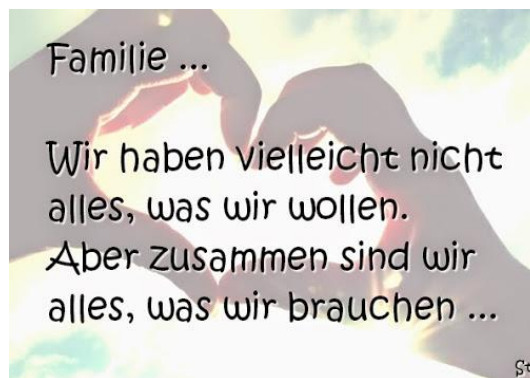 Familie ...
Wir haben vielleicht nicht
alles, was wir wollen.
Aber zusammen sind wir
alles, was wir brauchen ...